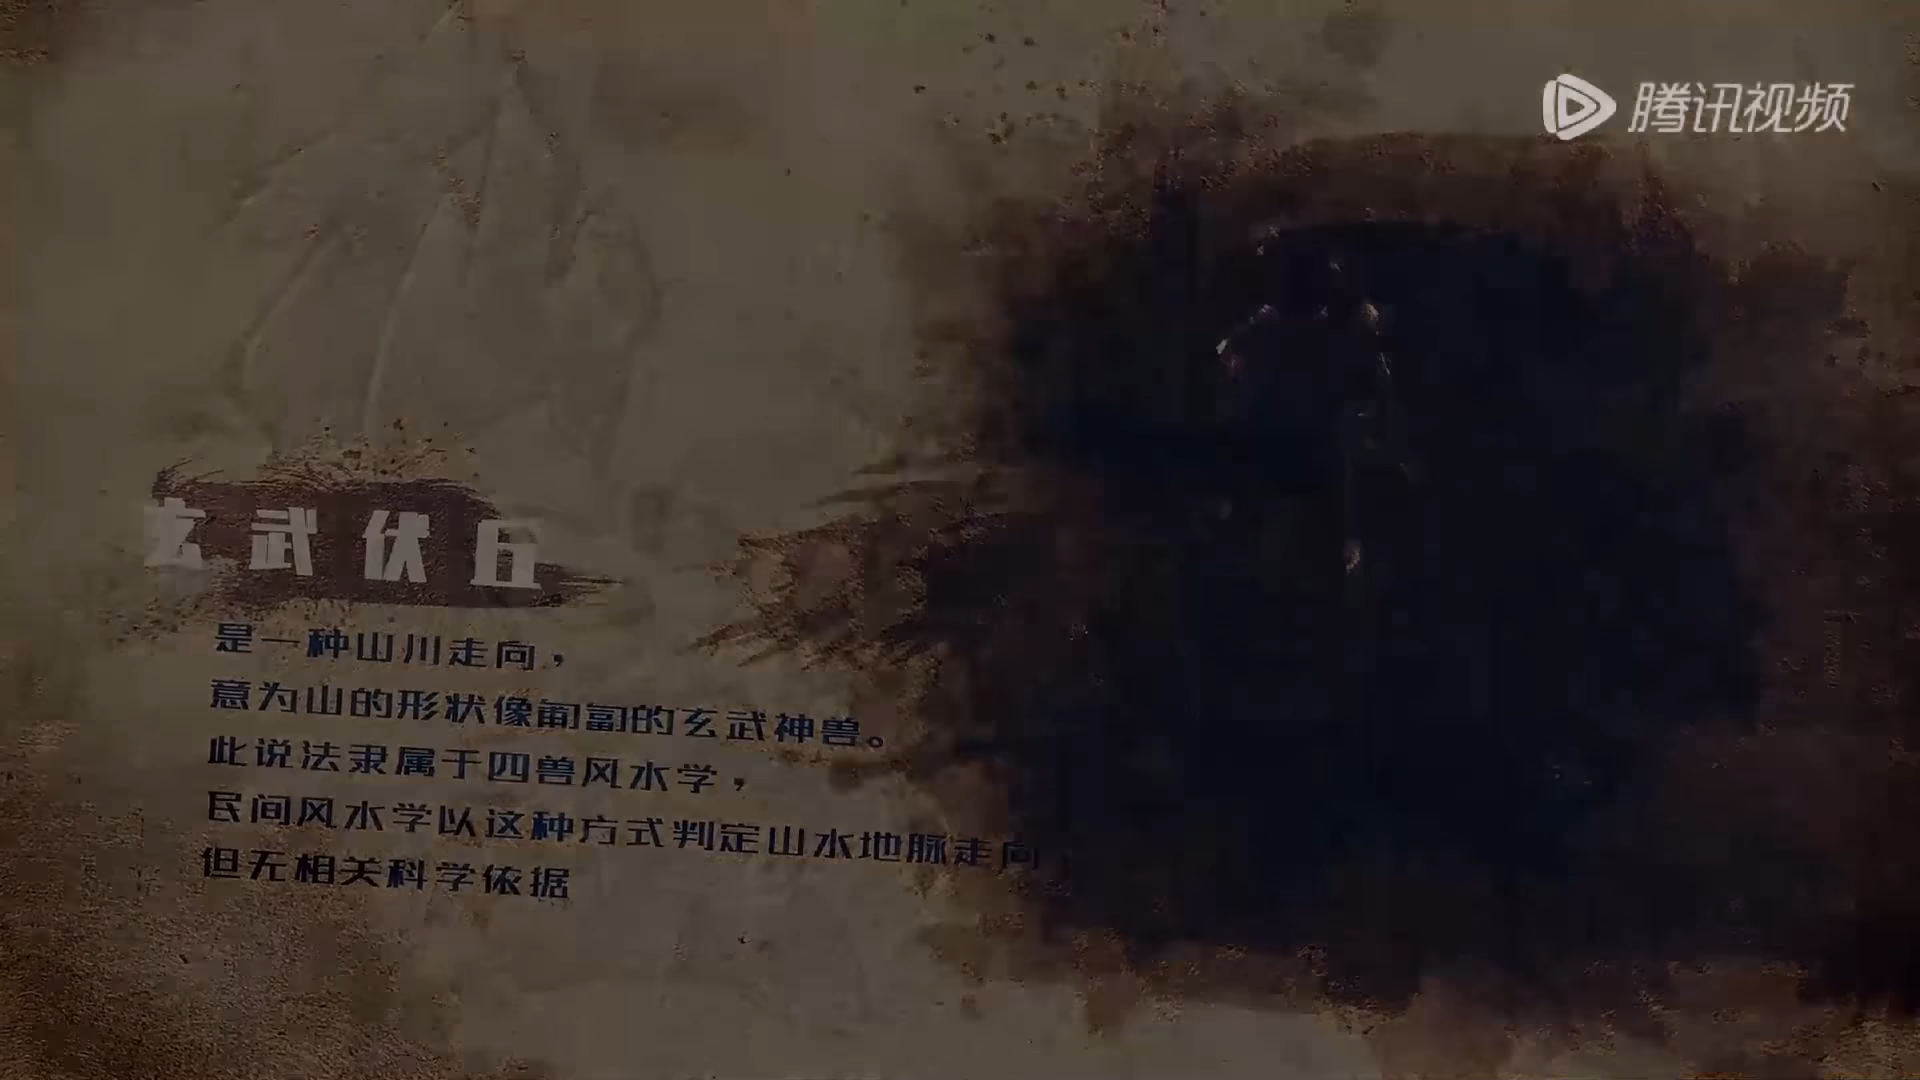 腾讯视频
玄武伏丘
是一种山川走向，
意为山的形状像匍匐的玄武神兽。
此说法隶属于四兽风水学，
民间风水学以这种方式判定山水地脉走向，
但无相关科学依据